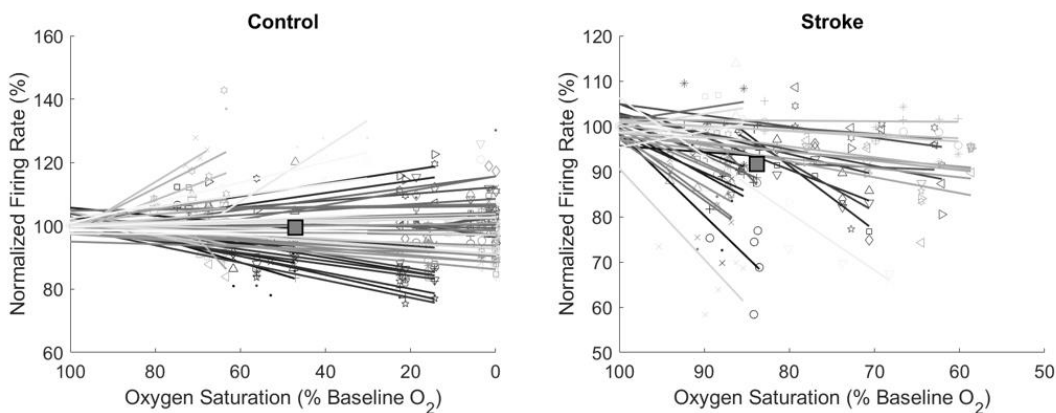 Control
160
140
120
100
80
60
Normalized Firing Rate (%)
100 80 60 40 20 0
Oxygen Saturation (% Baseline O2)
Stroke
120
110
100
90
80
70
60
50
Normalized Firing Rate (%)
100 90 80 70 60 50
Oxygen Saturation (% Baseline O2)